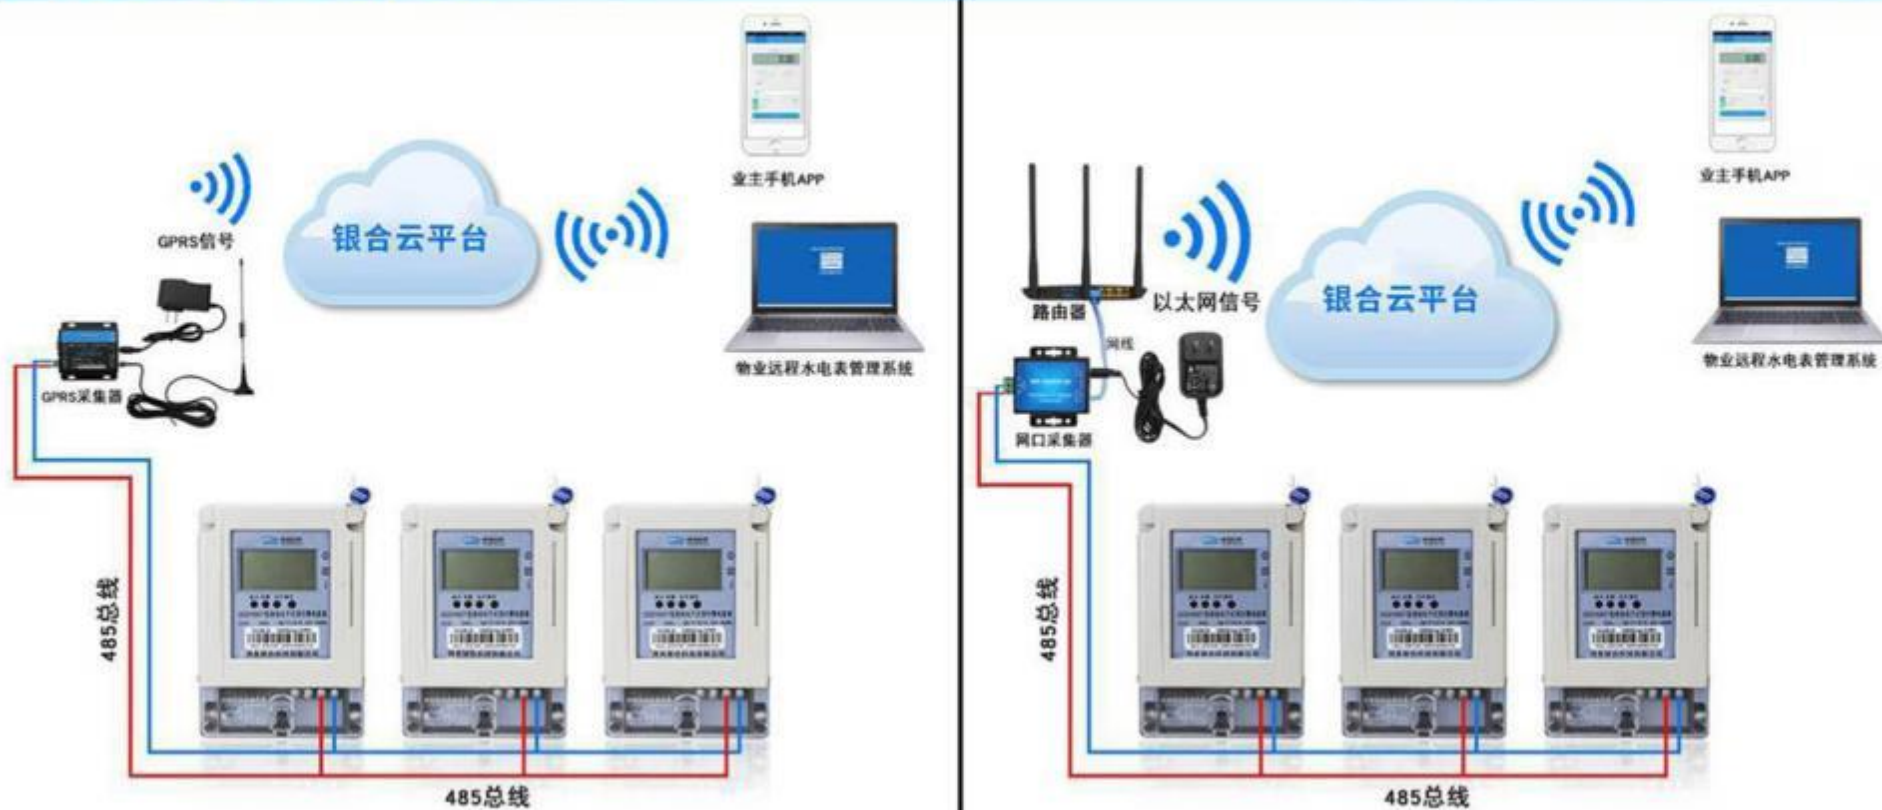 业主手机APP
GPRS信号
银合云平台
物业远程水电表管理系统
GPRS采集器
485总线
485总线
业主手机APP
路由器
以太网信号
银合云平台
网线
物业远程水电表管理系统
网口采集器
485总线
485总线